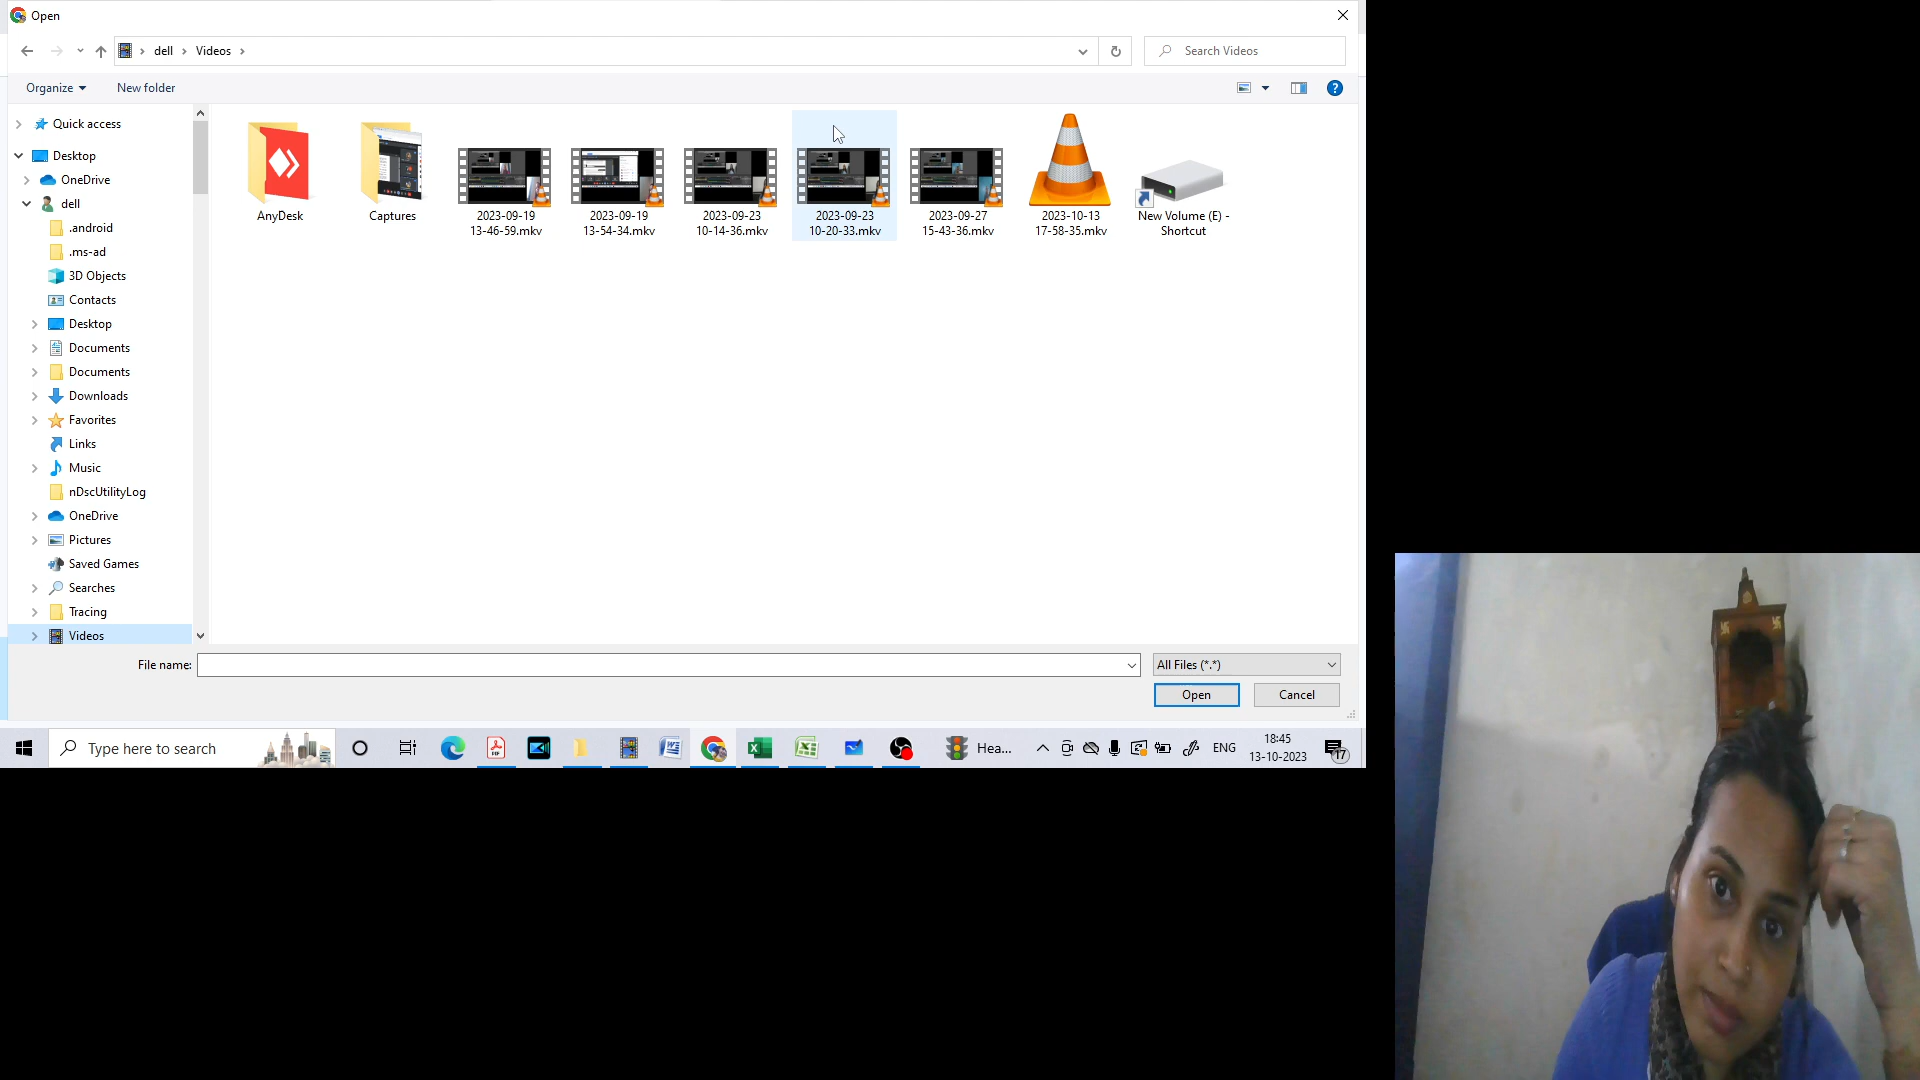 Open
dell
Videos
Search Videos
Organize
New folder
Quick access
Desktop
OneDrive
dell
.android
.ms-ad
3D Objects
Contacts
Desktop
Documents
Documents
Downloads
Favorites
Links
Music
nDscUtilityLog
OneDrive
Pictures
Saved Games
Searches
Tracing
Videos
AnyDesk
Captures
2023-09-19
13-46-59.mkv
2023-09-19
13-54-34.mkv
2023-09-23
10-14-36.mkv
2023-09-23
10-20-33.mkv
2023-09-27
15-43-36.mkv
2023-10-13
17-58-35.mkv
New Volume (E) -
Shortcut
File name:
All Files (*.*)
Open
Cancel
Type here to search
Hea...
ENG
18:45
13-10-2023
17